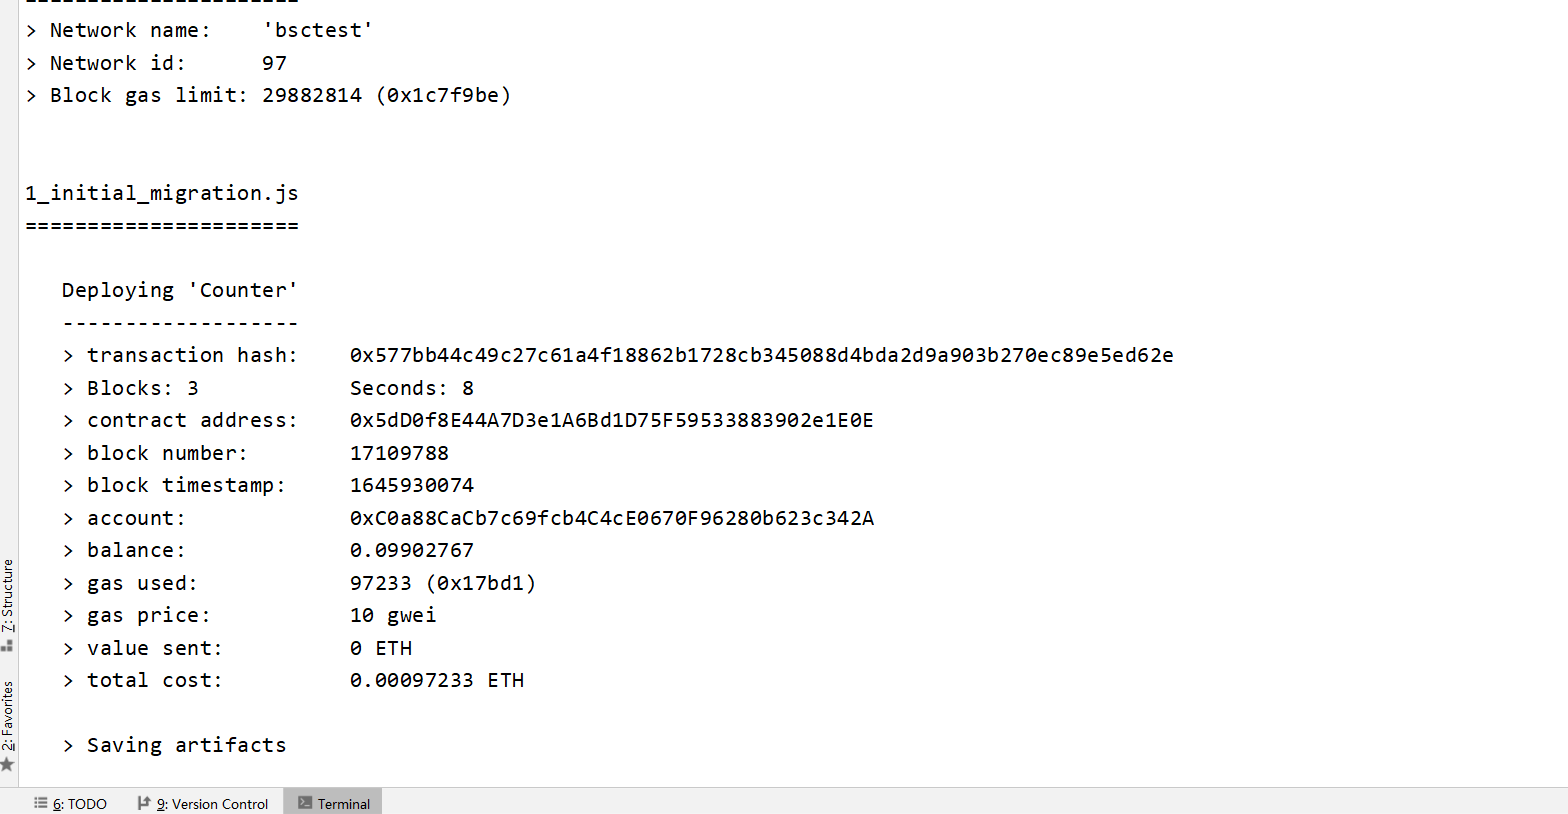 =======================
> Network name:    'bsctest'
> Network id:      97
> Block gas limit: 29882814 (0x1c7f9be)
1_initial_migration.js
======================
Deploying 'Counter'
-------------------
> transaction hash:    0x577bb44c49c27c61a4f18862b1728cb345088d4bda2d9a903b270ec89e5ed62e
> Blocks: 3            Seconds: 8
> contract address:    0x5dD0f8E44A7D3e1A6Bd1D75F59533883902e1E0E
> block number:        17109788
> block timestamp:     1645930074
> account:             0xC0a88CaCb7c69fcb4C4cE0670F96280b623c342A
> balance:             0.09902767
> gas used:            97233 (0x17bd1)
> gas price:           10 gwei
> value sent:          0 ETH
> total cost:          0.00097233 ETH
> Saving artifacts
7: Structure
2: Favorites
6: TODO
9: Version Control
Terminal